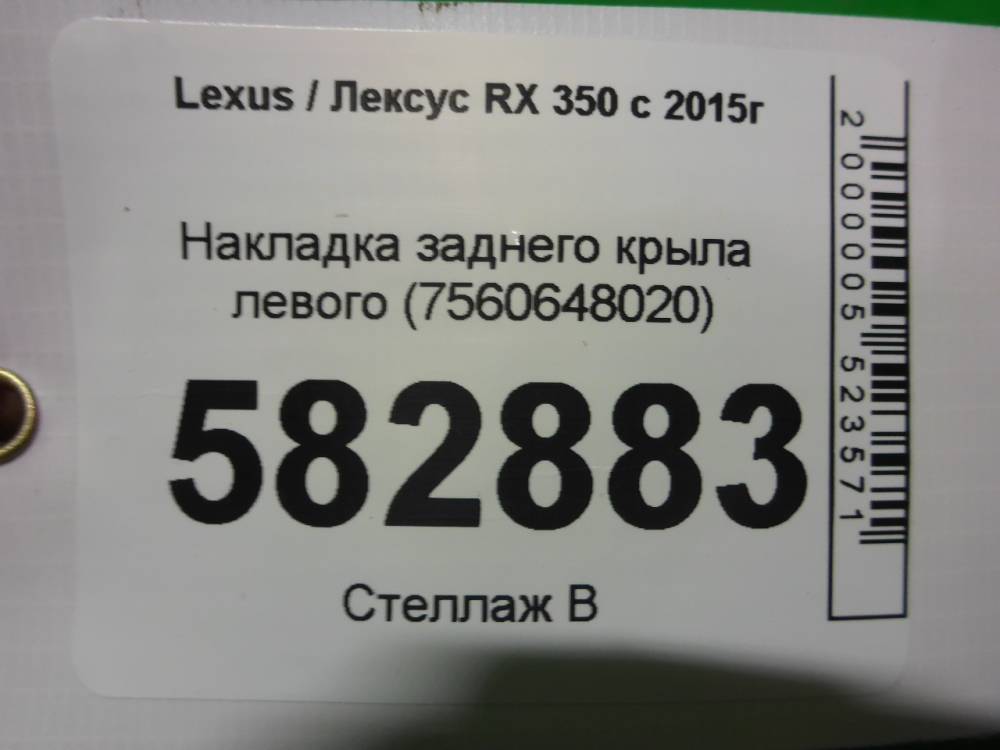 Lexus / Лексус RX 350 с 2015г
Накладка заднего крыла
левого (7560648020)
582883
Стеллаж В
2000005523571